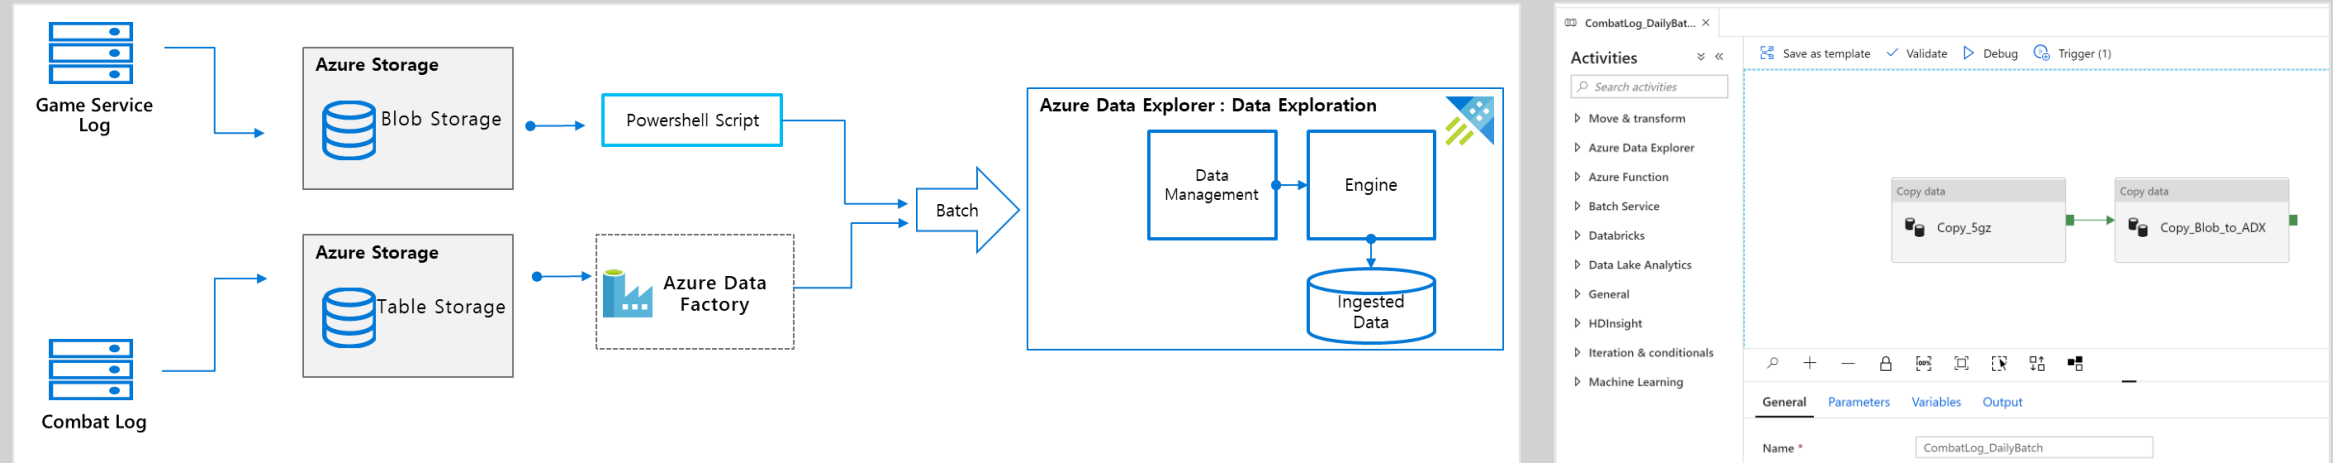 Game Service
Log
Azure Storage
Blob Storage
Powershell Script
Azure Storage
Table Storage
Azure Data
Factory
Combat Log
Batch
Azure Data Explorer : Data Exploration
Data
Management
Engine
Ingested
Data
CombatLog_DailyBat...
Activities
Search activities
Move & transform
Azure Data Explorer
Azure Function
Batch Service
Databricks
Data Lake Analytics
General
HDInsight
Iteration & conditionals
Machine Learning
Save as template
Validate
Debug
Trigger (1)
Copy data
Copy_5gz
Copy data
Copy_Blob_to_ADX
100%
General
Parameters
Variables
Output
Name *
CombatLog_DailyBatch